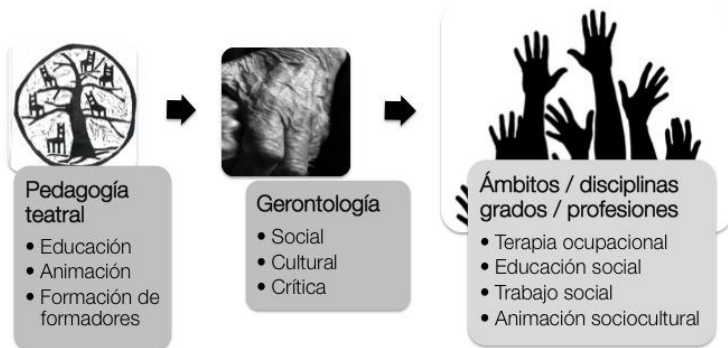 Pedagogía
teatral
• Educación
• Animación
• Formación de
formadores
Gerontología
• Social
• Cultural
• Crítica
Ámbitos / disciplinas
grados / profesiones
• Terapia ocupacional
• Educación social
• Trabajo social
• Animación sociocultural